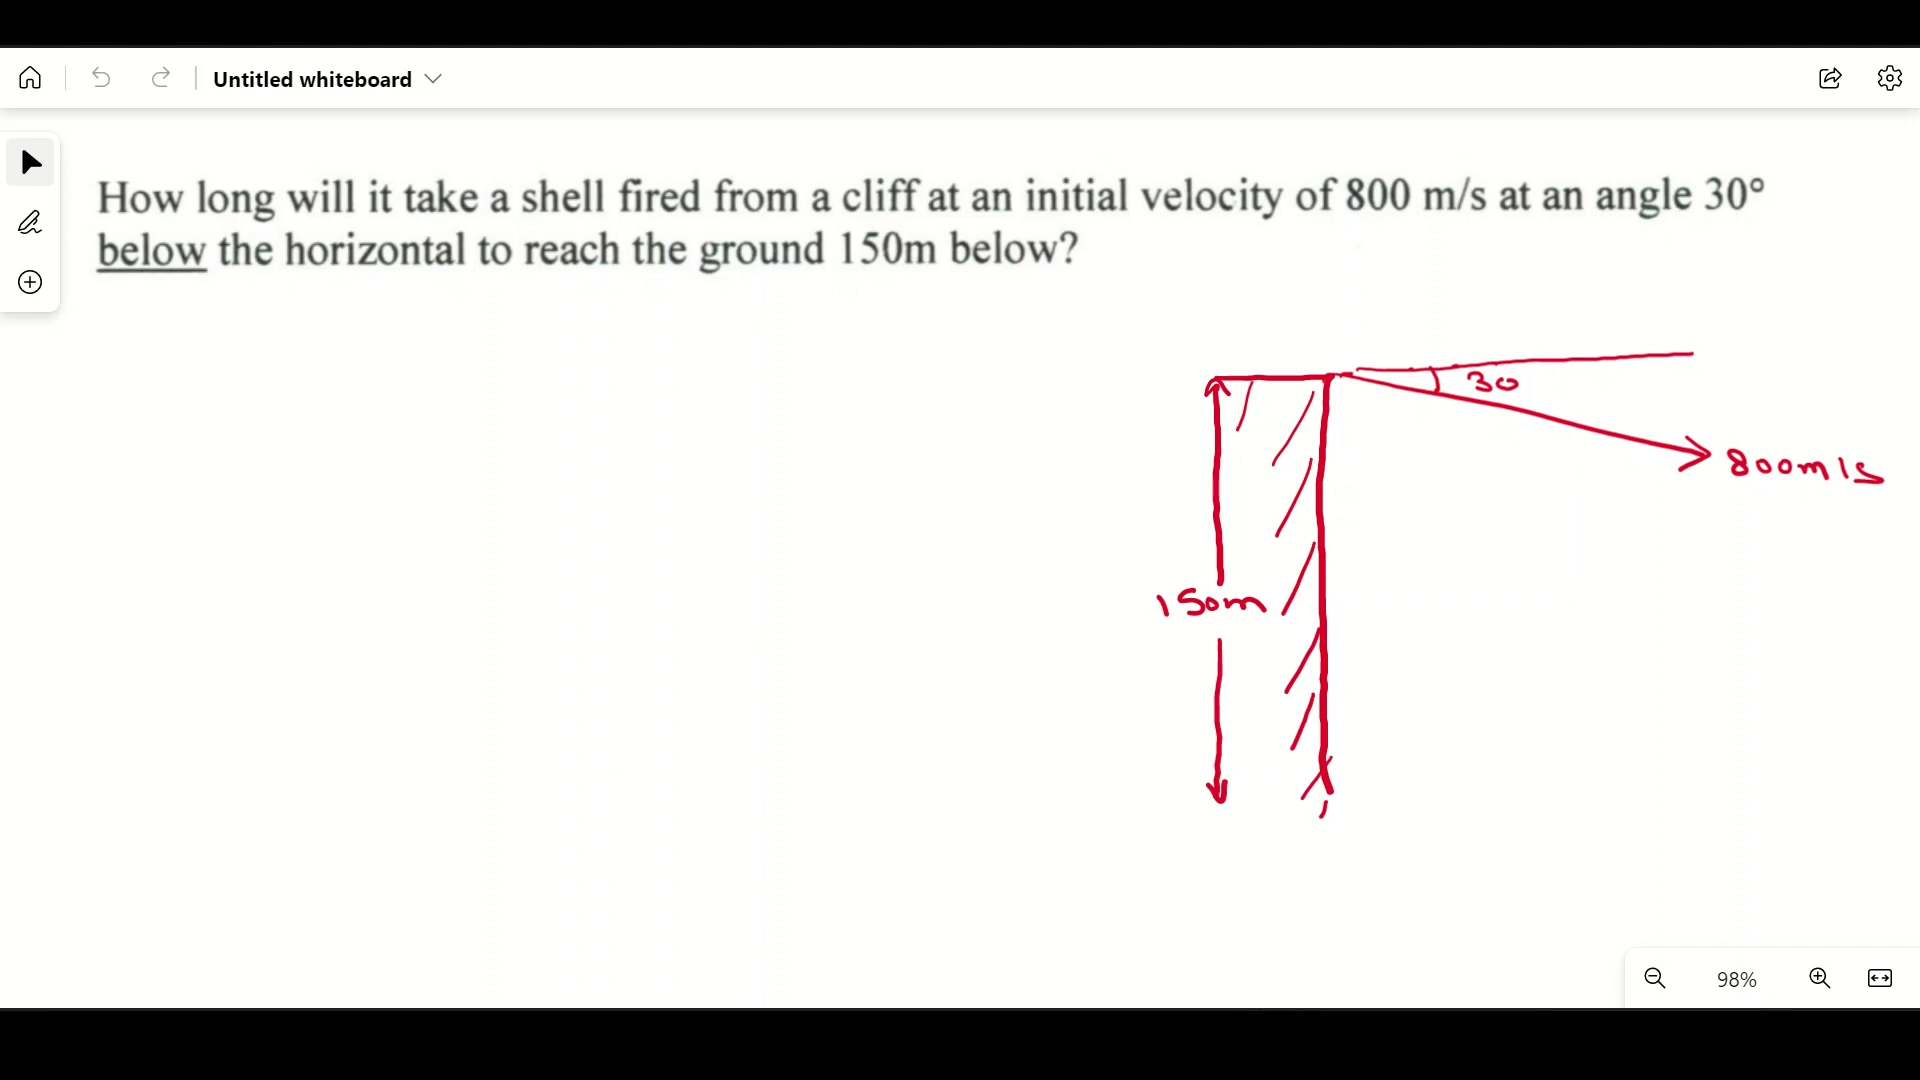 Untitled whiteboard
How long will it take a shell fired from a cliff at an initial velocity of 800 m/s at an angle 30°
below the horizontal to reach the ground 150m below?
30
800m/s
150m
98%